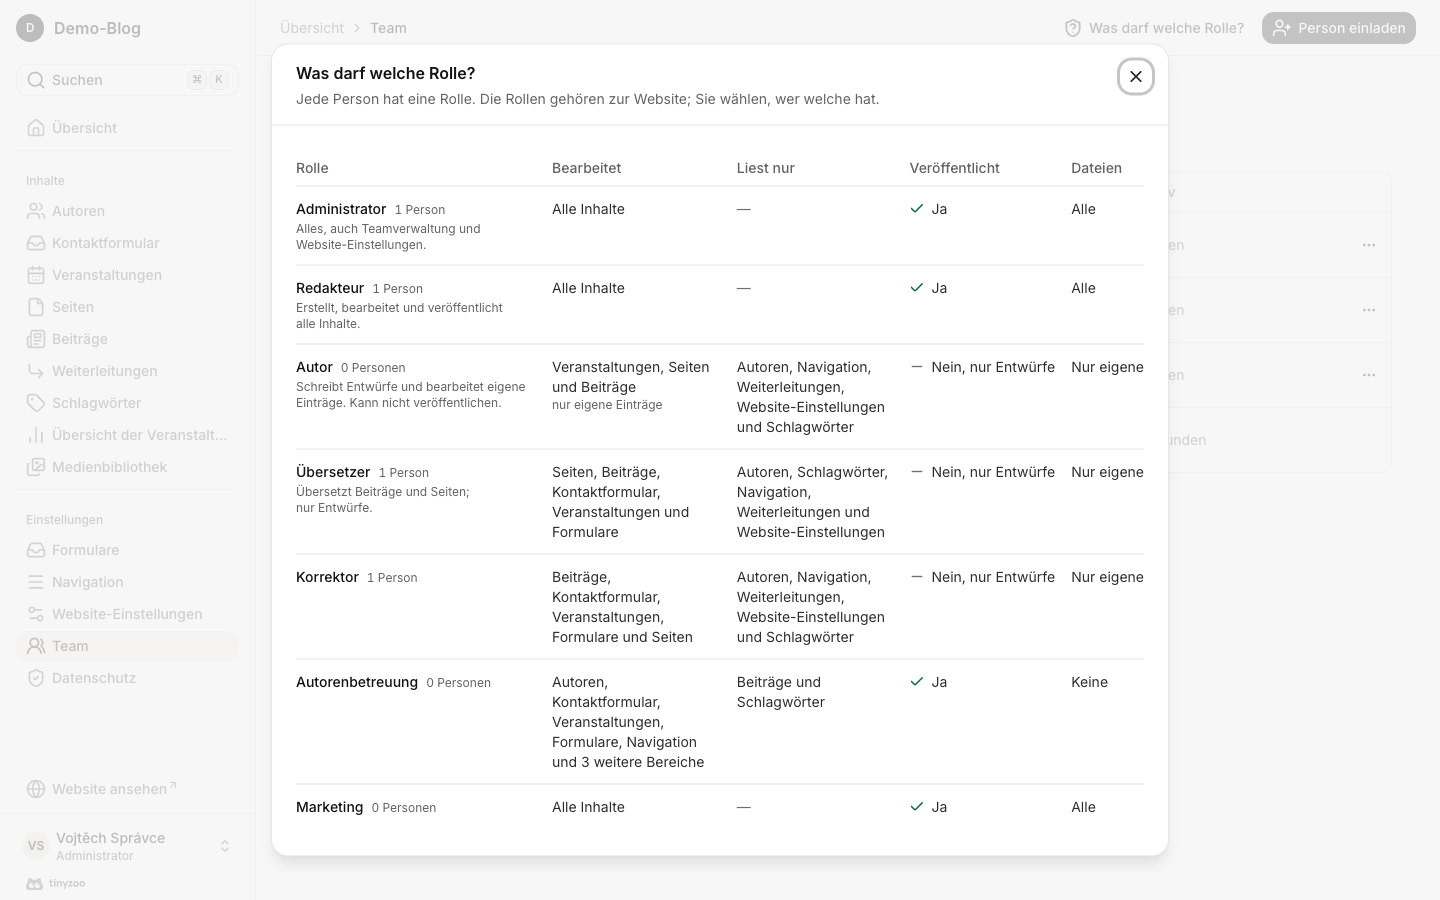 D Demo-Blog
Suchen ⌘ K
Übersicht
Inhalte
Autoren
Kontaktformular
Veranstaltungen
Seiten
Beiträge
Weiterleitungen
Schlagwörter
Übersicht der Veranstalt...
Medienbibliothek
Einstellungen
Formulare
Navigation
Website-Einstellungen
Team
Datenschutz
Website ansehen
VS Vojtěch Správce
Administrator
tinyzoo
Übersicht Team
Was darf welche Rolle?
Person einladen
Was darf welche Rolle?
Jede Person hat eine Rolle. Die Rollen gehören zur Website; Sie wählen, wer welche hat.
Rolle Bearbeitet Liest nur Veröffentlicht Dateien
Administrator 1 Person Alle Inhalte — Ja Alle
Alles, auch Teamverwaltung und
Website-Einstellungen.
Redakteur 1 Person Alle Inhalte — Ja Alle
Erstellt, bearbeitet und veröffentlicht
alle Inhalte.
Autor 0 Personen Veranstaltungen, Seiten Autoren, Navigation, — Nein, nur Entwürfe Nur eigene
Schreibt Entwürfe und bearbeitet eigene und Beiträge Weiterleitungen,
Einträge. Kann nicht veröffentlichen. nur eigene Einträge Website-Einstellungen
und Schlagwörter
Übersetzer 1 Person Seiten, Beiträge, Autoren, Schlagwörter, — Nein, nur Entwürfe Nur eigene
Übersetzt Beiträge und Seiten; Kontaktformular, Navigation,
nur Entwürfe. Veranstaltungen und Weiterleitungen und
Formulare Website-Einstellungen
Korrektor 1 Person Beiträge, Autoren, Navigation, — Nein, nur Entwürfe Nur eigene
Kontaktformular, Weiterleitungen,
Veranstaltungen, Website-Einstellungen
Formulare und Seiten und Schlagwörter
Autorenbetreuung 0 Personen Autoren, Beiträge und Ja Keine
Kontaktformular, Schlagwörter
Veranstaltungen,
Formulare, Navigation
und 3 weitere Bereiche
Marketing 0 Personen Alle Inhalte — Ja Alle
v
en
en
en
unden